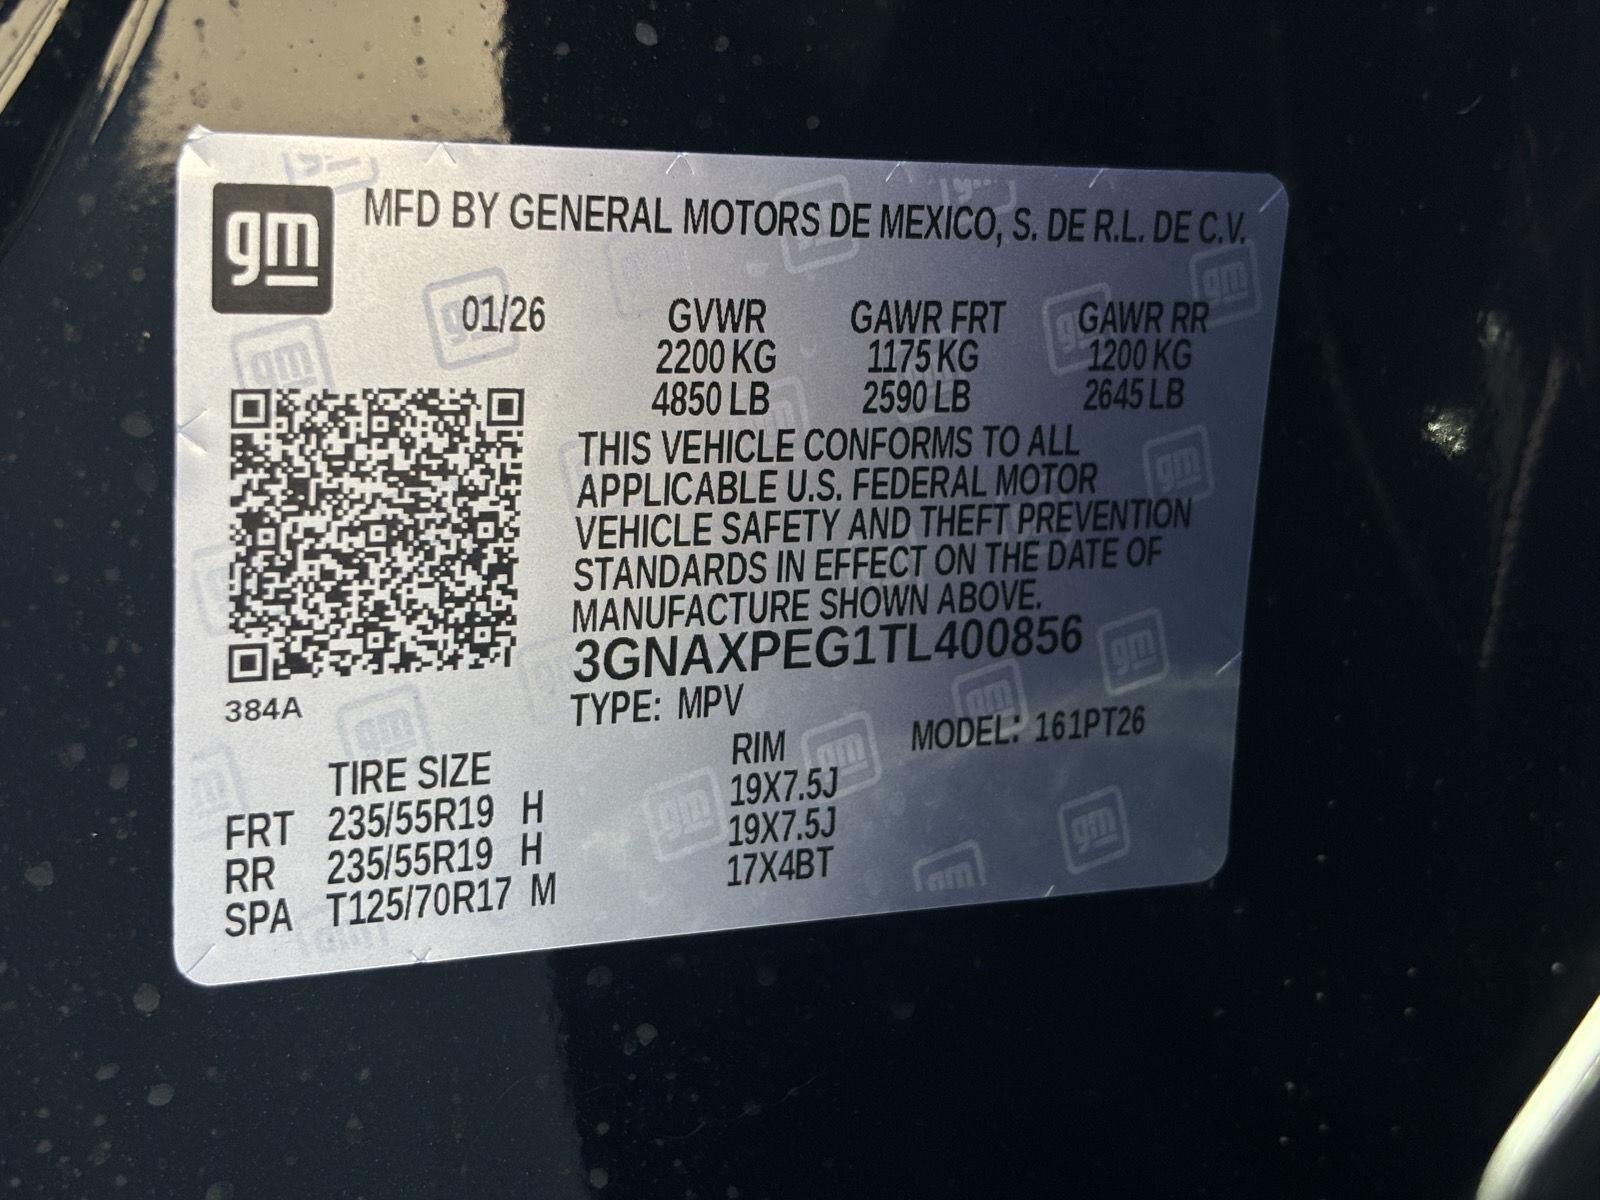 gm
MFD BY GENERAL MOTORS DE MEXICO, S. DE R.L. DE C.V.
01/26 GVWR GAWR FRT GAWR RR
2200 KG 1175 KG 1200 KG
4850 LB 2590 LB 2645 LB
THIS VEHICLE CONFORMS TO ALL
APPLICABLE U.S. FEDERAL MOTOR
VEHICLE SAFETY AND THEFT PREVENTION
STANDARDS IN EFFECT ON THE DATE OF
MANUFACTURE SHOWN ABOVE.
3GNAXPEG1TL400856
384A
TYPE: MPV MODEL: 161PT26
TIRE SIZE RIM
FRT 235/55R19 H 19X7.5J
RR 235/55R19 H 19X7.5J
SPA T125/70R17 M 17X4BT